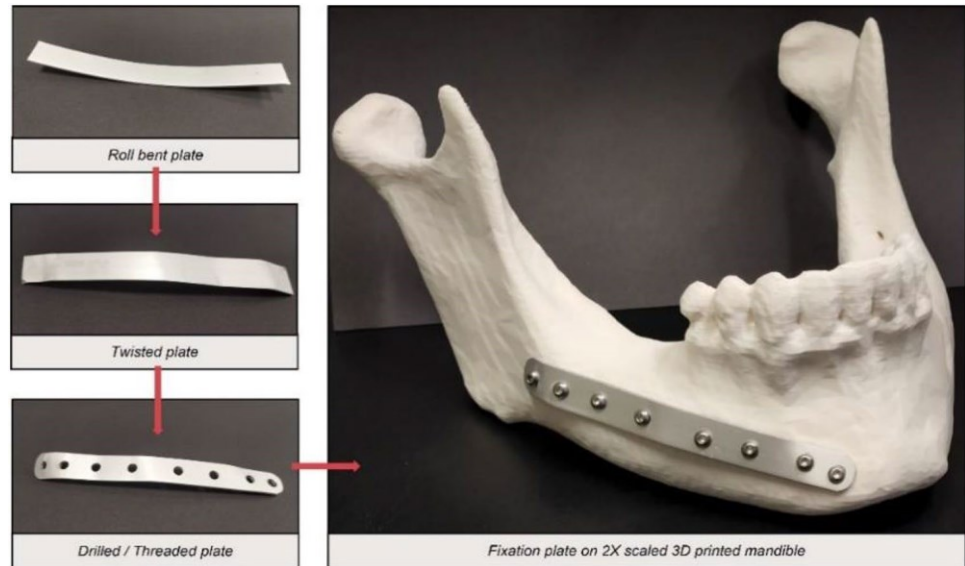 Roll bent plate
Twisted plate
Drilled / Threaded plate
Fixation plate on 2X scaled 3D printed mandible